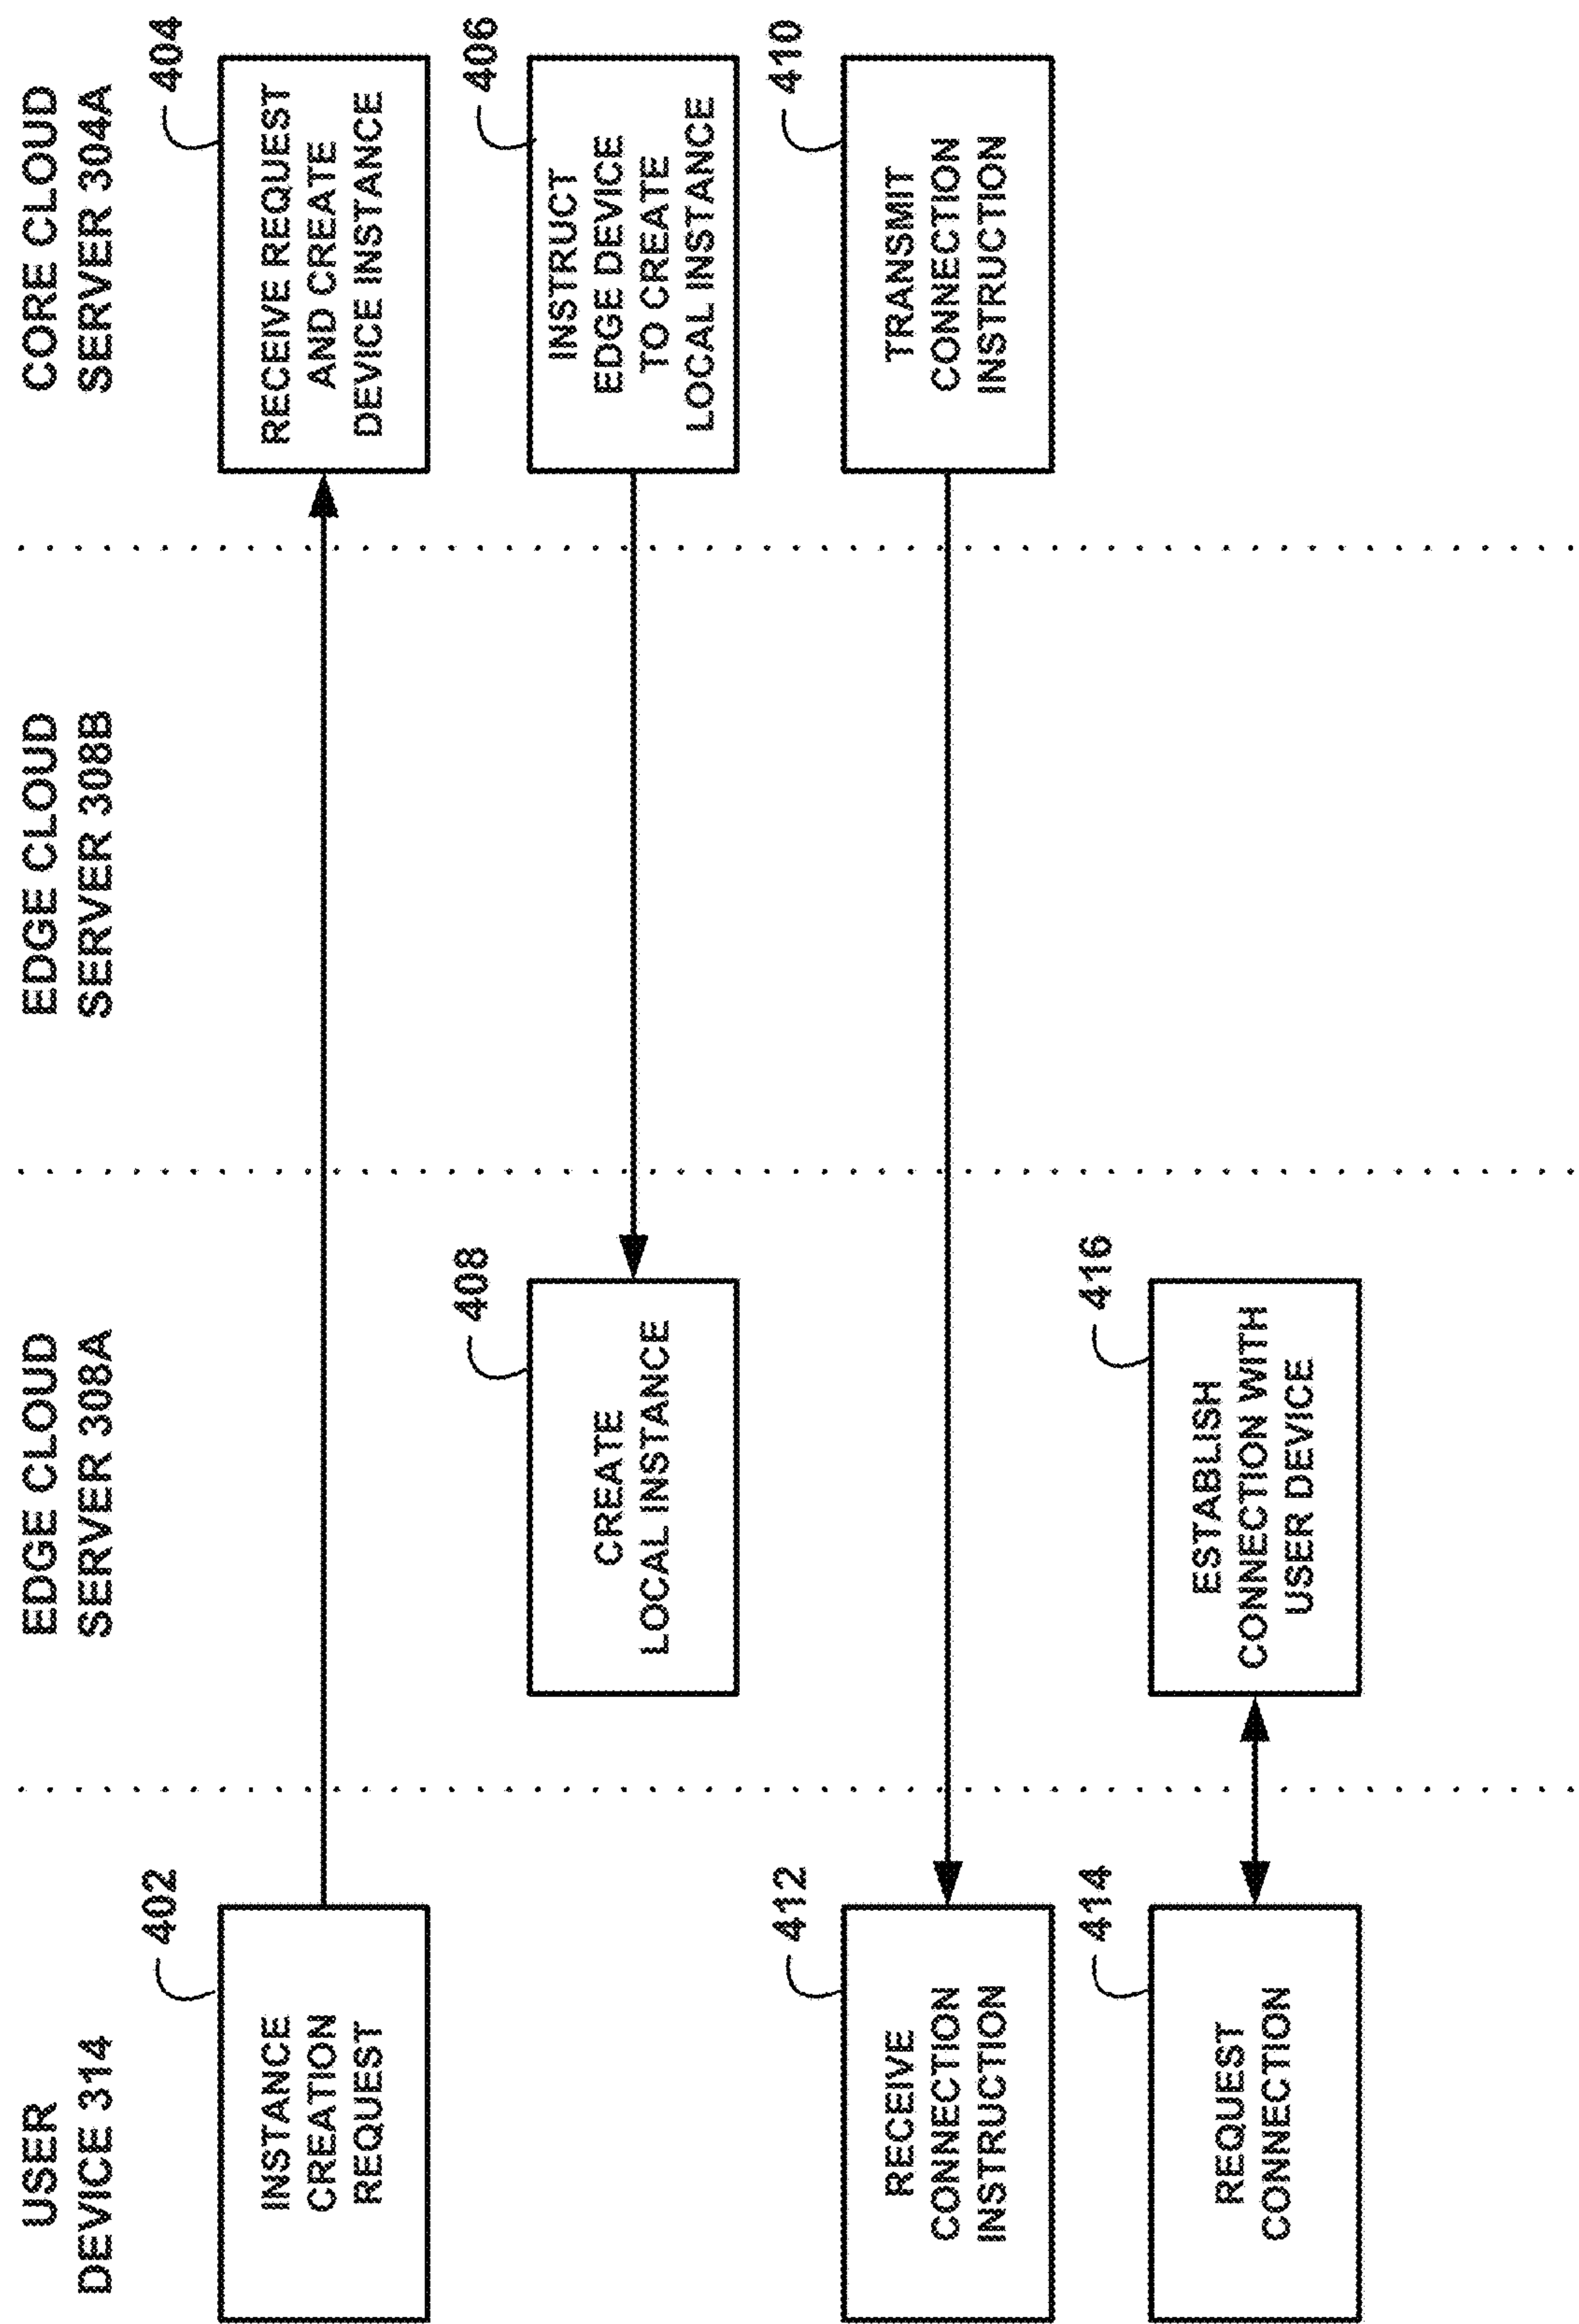 USER
DEVICE 314
EDGE CLOUD
SERVER 308A
EDGE CLOUD
SERVER 308B
CORE CLOUD
SERVER 304A
402
INSTANCE
CREATION
REQUEST
404
RECEIVE REQUEST
AND CREATE
DEVICE INSTANCE
408
CREATE
LOCAL INSTANCE
406
INSTRUCT
EDGE DEVICE
TO CREATE
LOCAL INSTANCE
412
RECEIVE
CONNECTION
INSTRUCTION
410
TRANSMIT
CONNECTION
INSTRUCTION
414
REQUEST
CONNECTION
416
ESTABLISH
CONNECTION WITH
USER DEVICE